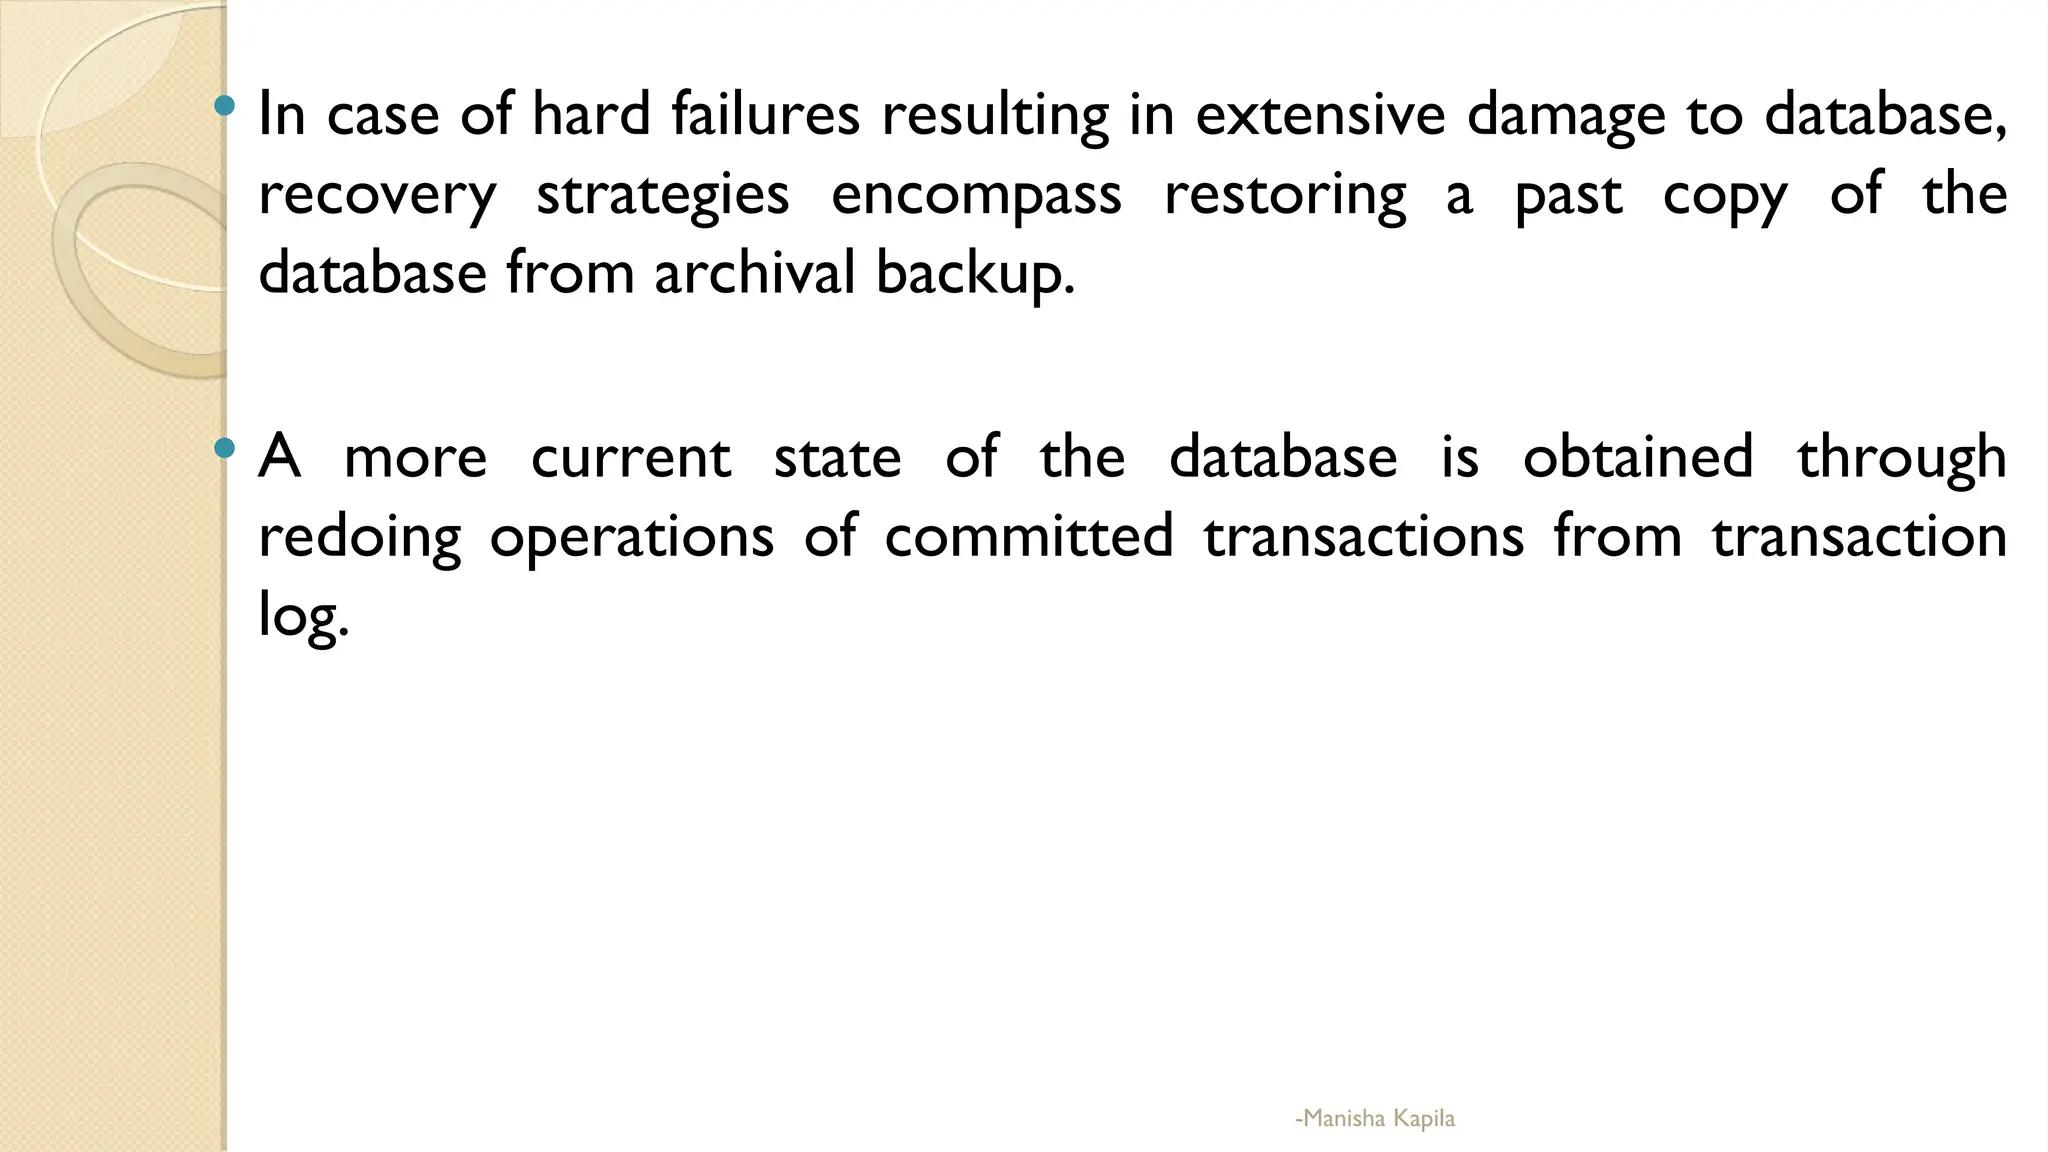 • In case of hard failures resulting in extensive damage to database,
recovery strategies encompass restoring a past copy of the
database from archival backup.
• A more current state of the database is obtained through
redoing operations of committed transactions from transaction
log.
-Manisha Kapila